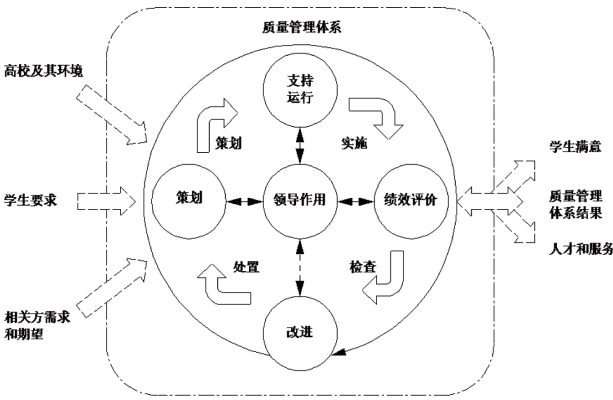 质量管理体系
高校及其环境
支持
运行
策划
实施
学生满意
学生要求
策划
领导作用
绩效评价
质量管理
体系结果
人才和服务
处置
检查
相关方需求
和期望
改进